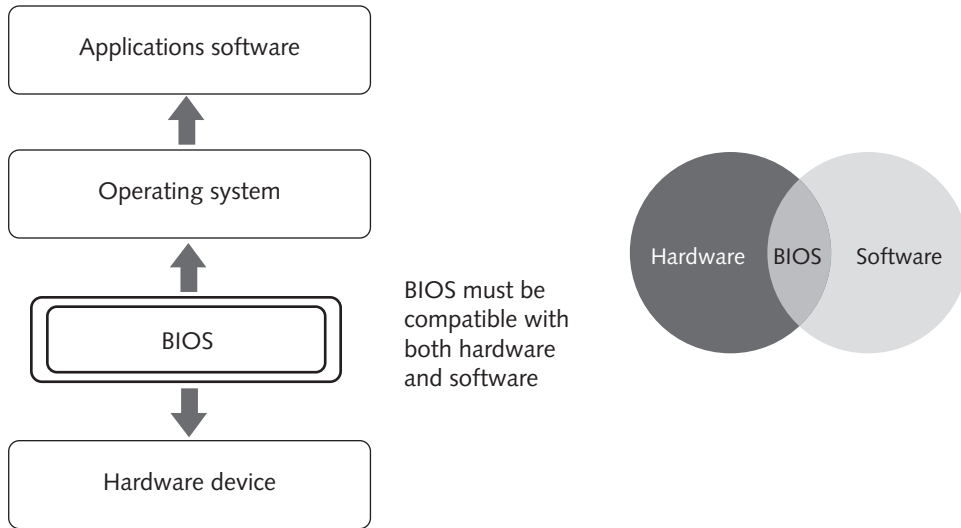 Applications software
Operating system
BIOS
Hardware device
BIOS must be
compatible with
both hardware
and software
Hardware
BIOS
Software